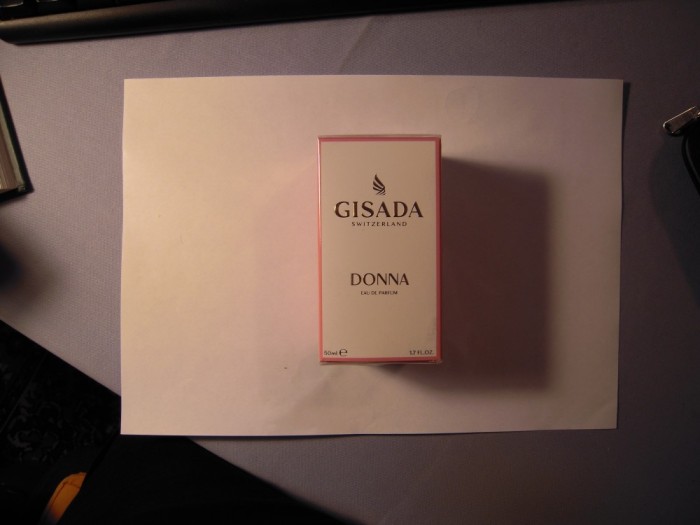 GISADA
SWITZERLAND
DONNA
EAU DE PARFUM
50ml ℮ 1.7 FL.OZ.